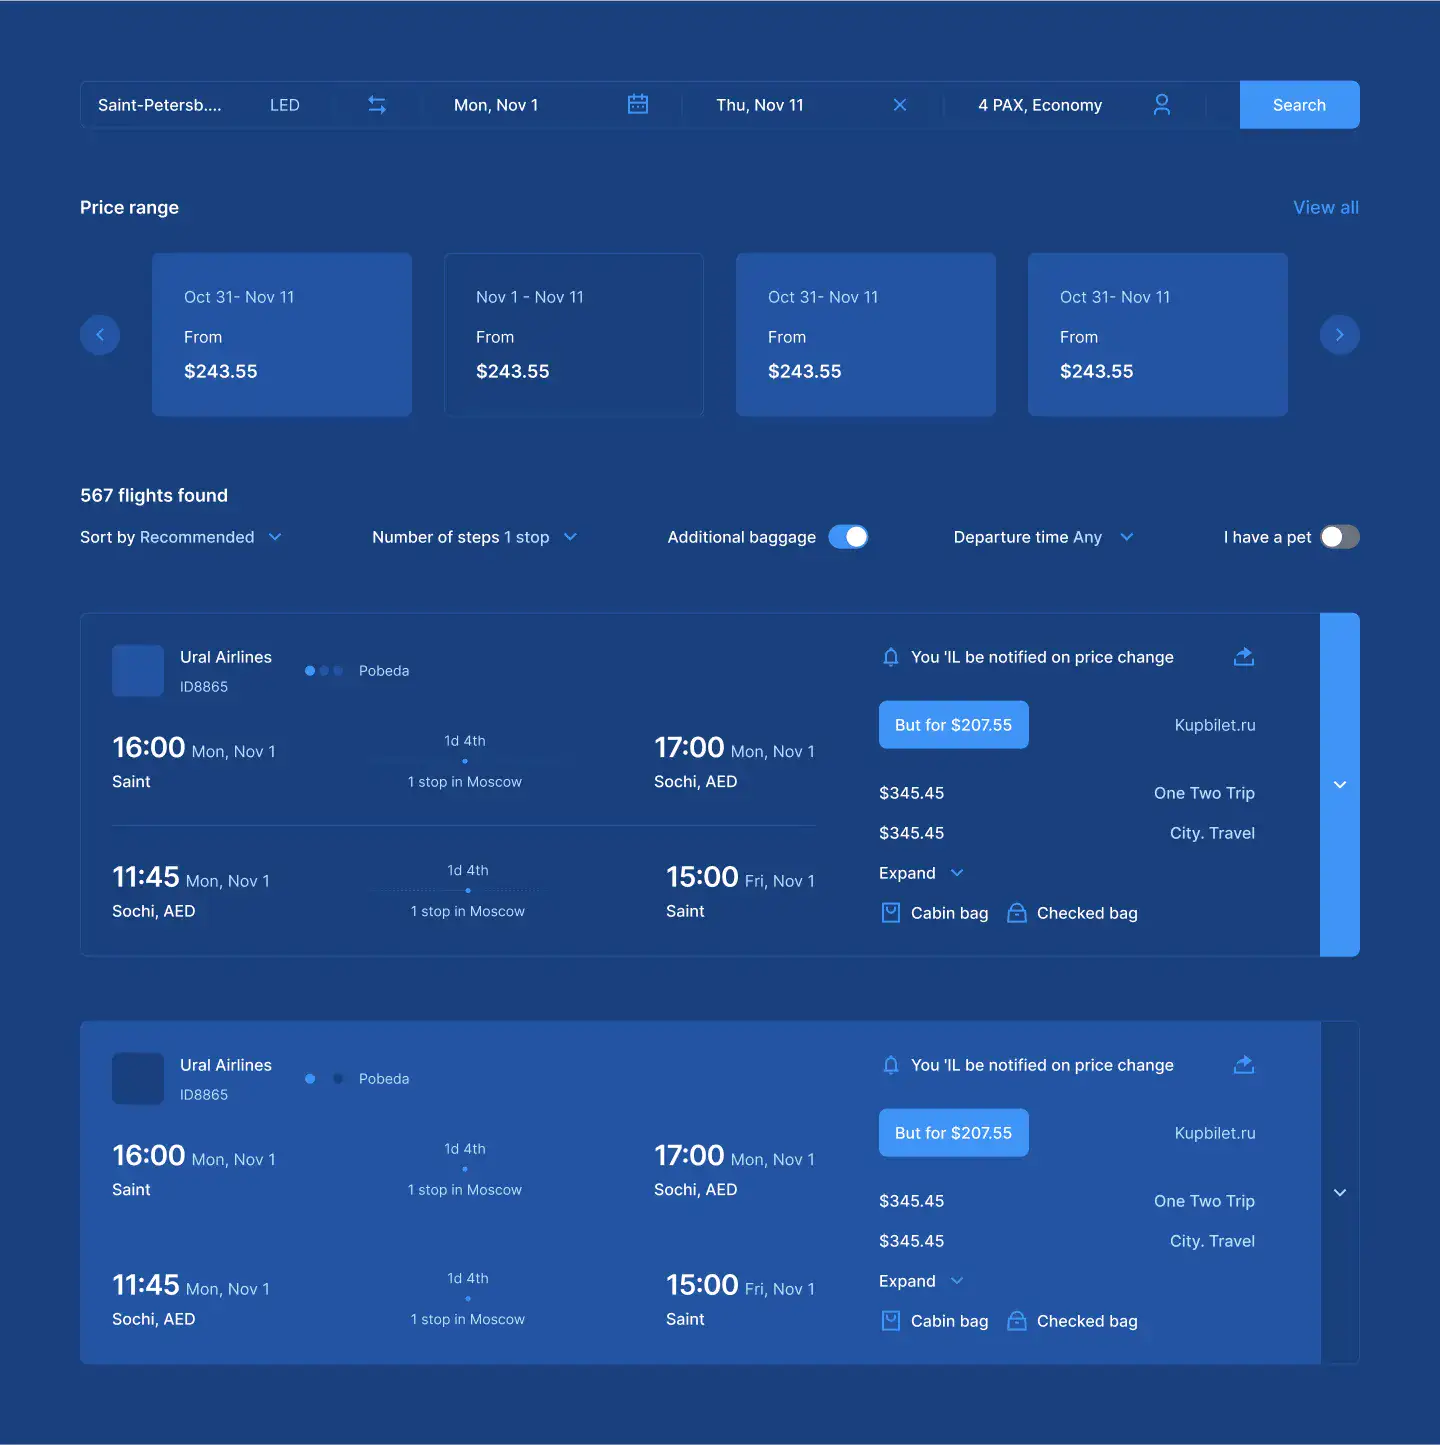 Saint-Petersb.... LED Mon, Nov 1 Thu, Nov 11 4 PAX, Economy Search
Price range View all
Oct 31- Nov 11 Nov 1 - Nov 11 Oct 31- Nov 11 Oct 31- Nov 11
From From From From
$243.55 $243.55 $243.55 $243.55
567 flights found
Sort by Recommended Number of steps 1 stop Additional baggage Departure time Any I have a pet
Ural Airlines
ID8865
Pobeda
16:00 Mon, Nov 1
Saint
1d 4th
1 stop in Moscow
17:00 Mon, Nov 1
Sochi, AED
11:45 Mon, Nov 1
Sochi, AED
1d 4th
1 stop in Moscow
15:00 Fri, Nov 1
Saint
You 'IL be notified on price change
But for $207.55 Kupbilet.ru
$345.45 One Two Trip
$345.45 City. Travel
Expand
Cabin bag Checked bag
Ural Airlines
ID8865
Pobeda
16:00 Mon, Nov 1
Saint
1d 4th
1 stop in Moscow
17:00 Mon, Nov 1
Sochi, AED
11:45 Mon, Nov 1
Sochi, AED
1d 4th
1 stop in Moscow
15:00 Fri, Nov 1
Saint
You 'IL be notified on price change
But for $207.55 Kupbilet.ru
$345.45 One Two Trip
$345.45 City. Travel
Expand
Cabin bag Checked bag